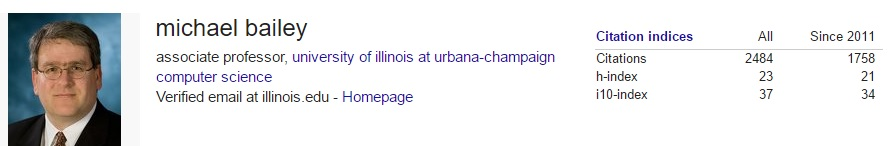 michael bailey
associate professor, university of illinois at urbana-champaign
computer science
Verified email at illinois.edu - Homepage
Citation indices All Since 2011
Citations 2484 1758
h-index 23 21
i10-index 37 34